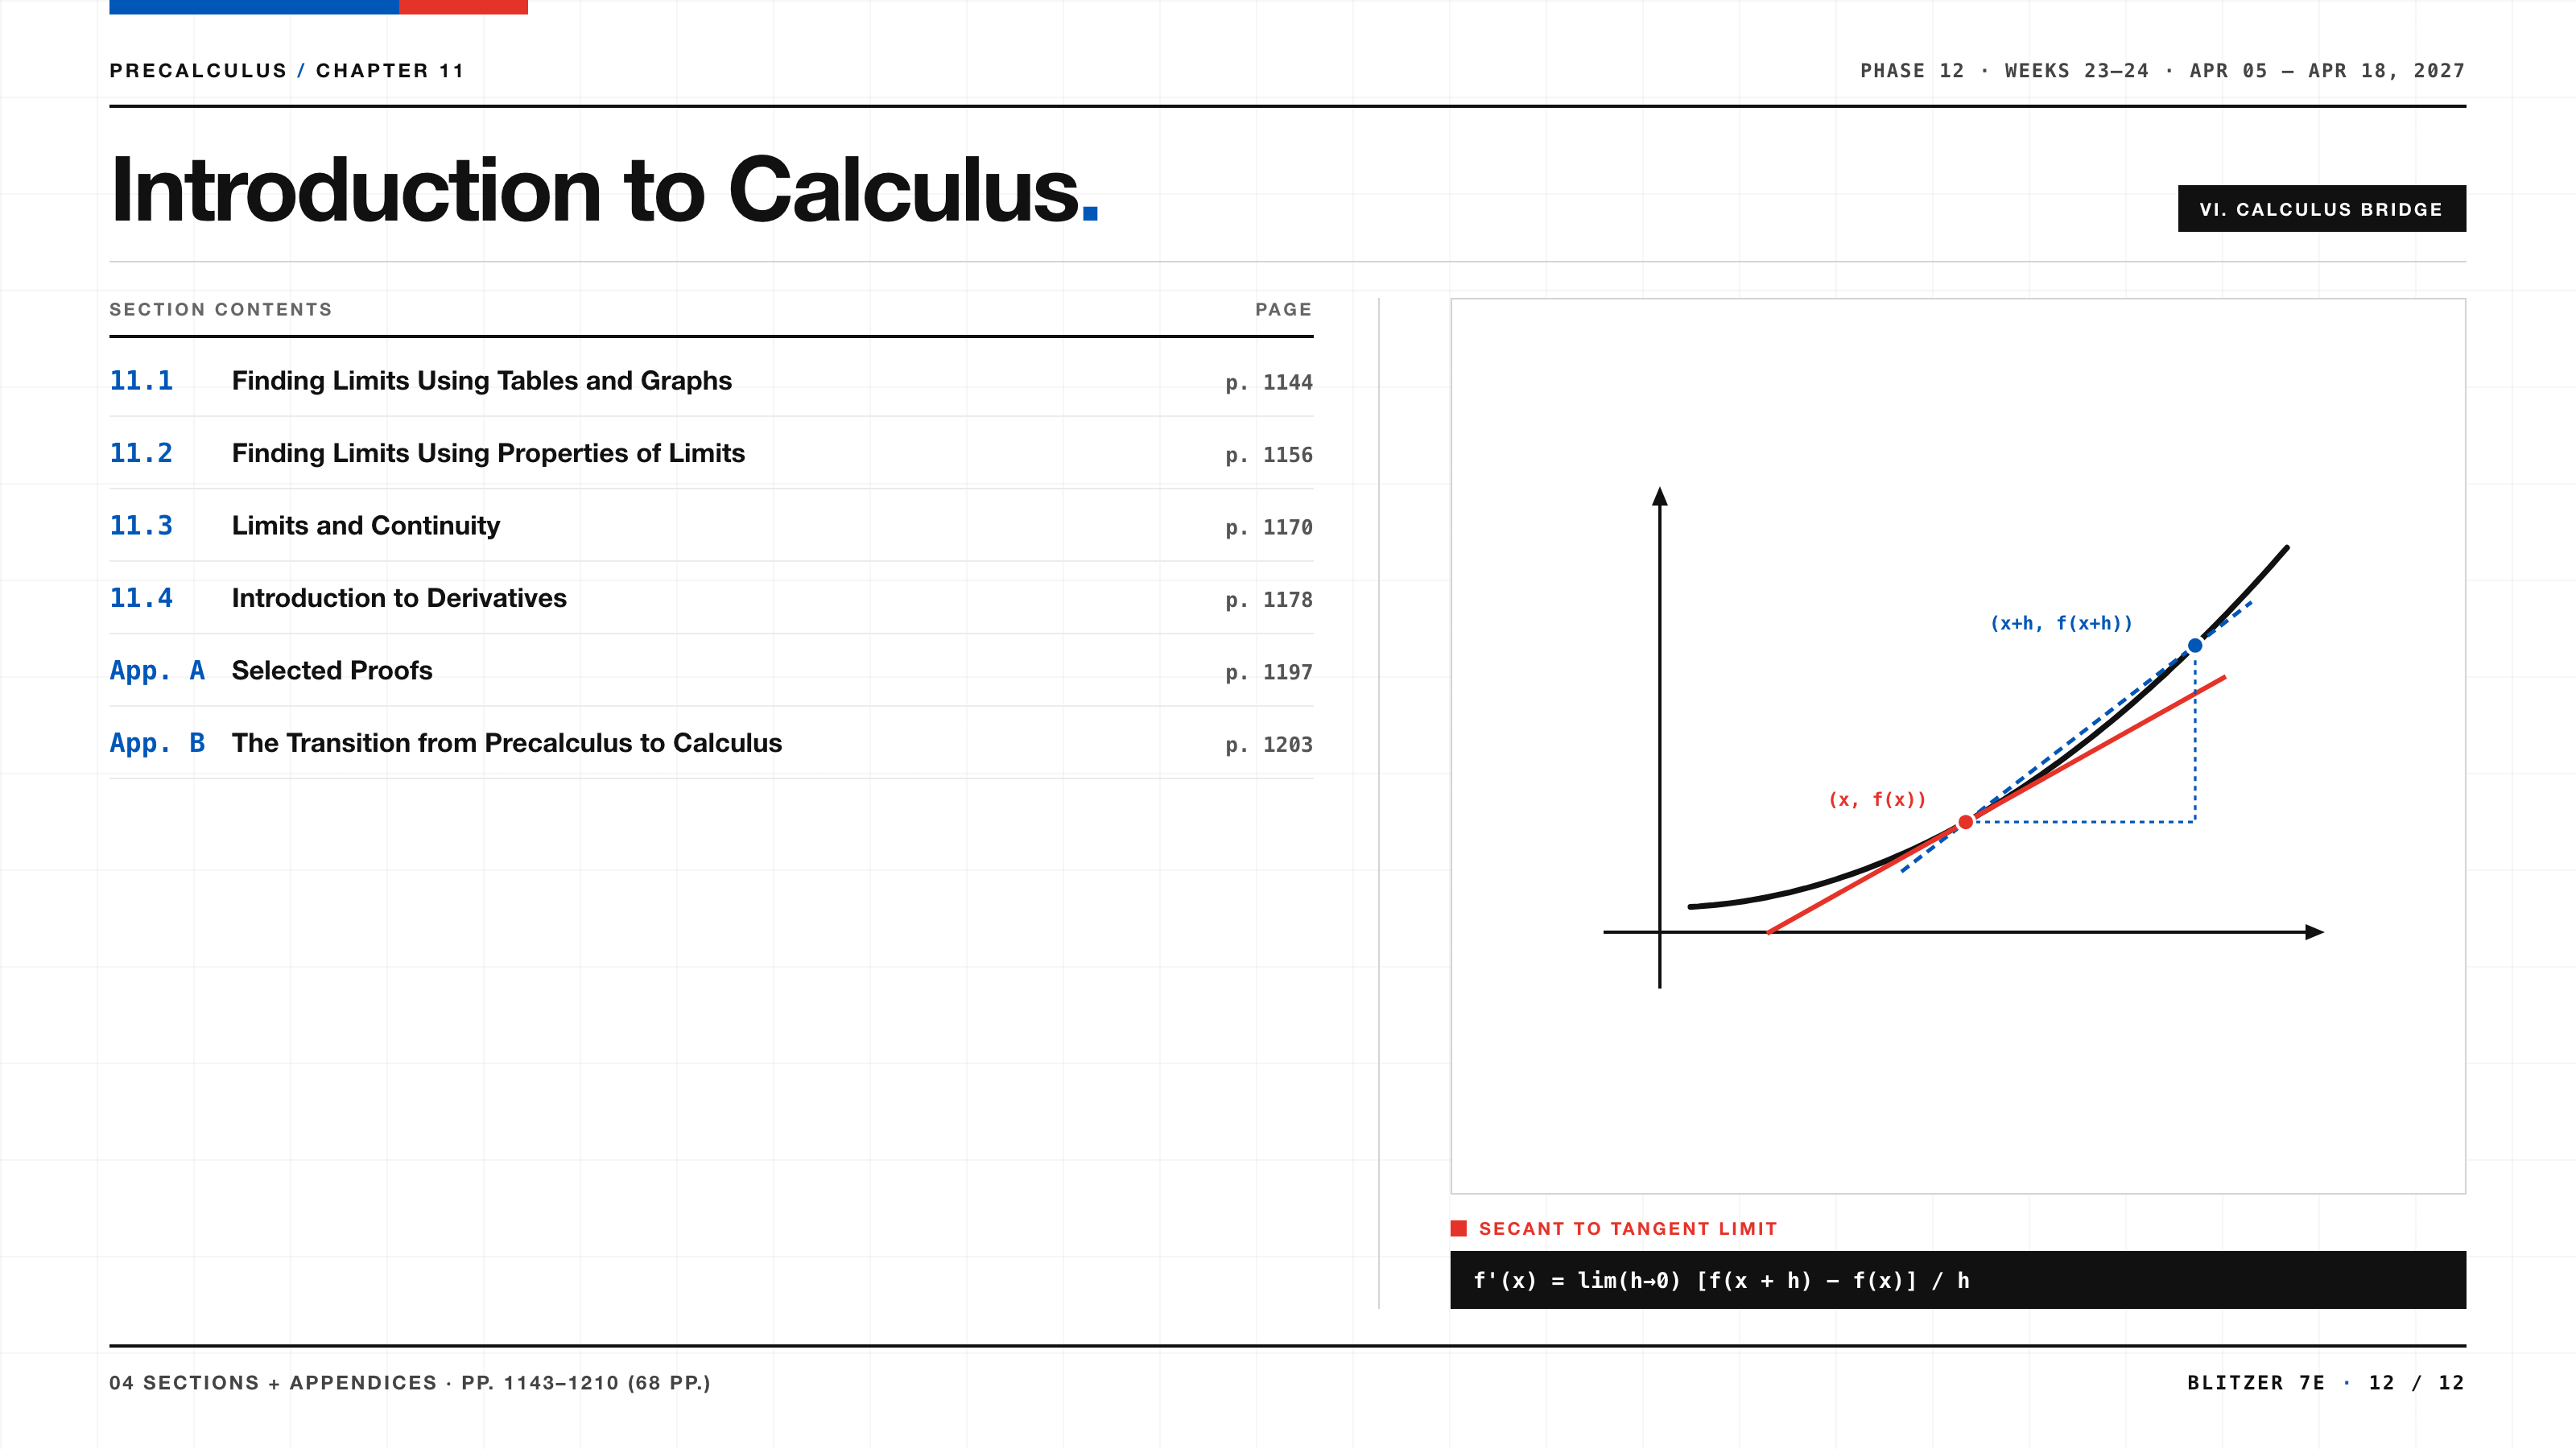 PRECALCULUS / CHAPTER 11
PHASE 12 · WEEKS 23–24 · APR 05 – APR 18, 2027
Introduction to Calculus.
VI. CALCULUS BRIDGE
SECTION CONTENTS PAGE
11.1 Finding Limits Using Tables and Graphs p. 1144
11.2 Finding Limits Using Properties of Limits p. 1156
11.3 Limits and Continuity p. 1170
11.4 Introduction to Derivatives p. 1178
App. A Selected Proofs p. 1197
App. B The Transition from Precalculus to Calculus p. 1203
(x+h, f(x+h))
(x, f(x))
SECANT TO TANGENT LIMIT
f'(x) = lim(h→0) [f(x + h) − f(x)] / h
04 SECTIONS + APPENDICES · PP. 1143–1210 (68 PP.)
BLITZER 7E · 12 / 12